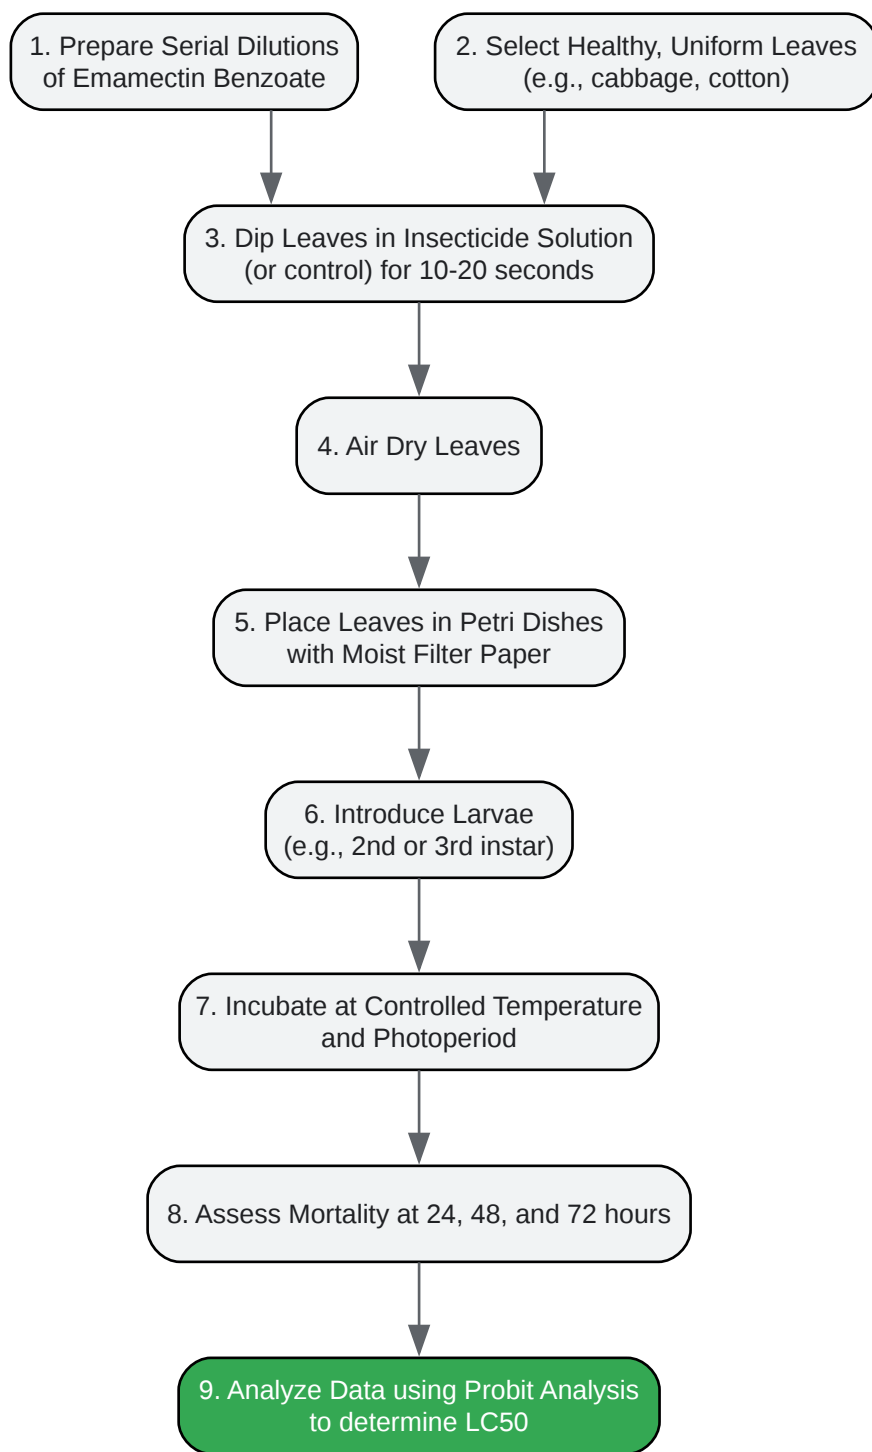 1. Prepare Serial Dilutions
of Emamectin Benzoate
2. Select Healthy, Uniform Leaves
(e.g., cabbage, cotton)
3. Dip Leaves in Insecticide Solution
(or control) for 10-20 seconds
4. Air Dry Leaves
5. Place Leaves in Petri Dishes
with Moist Filter Paper
6. Introduce Larvae
(e.g., 2nd or 3rd instar)
7. Incubate at Controlled Temperature
and Photoperiod
8. Assess Mortality at 24, 48, and 72 hours
9. Analyze Data using Probit Analysis
to determine LC50